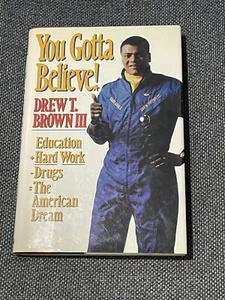 You Gotta
Believe!
DREW T.
BROWN III
Education
+Hard Work
-Drugs
=The
American
Dream